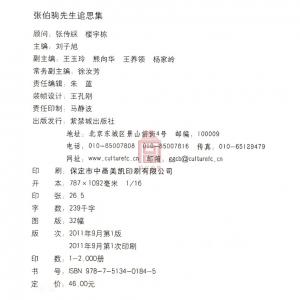 张伯驹先生追思集
顾问：张传綵 楼宇栋
主编：刘子旭
副主编：王玉玲 熊向华 王养领 杨家岭
常务副主编：徐汝芳
责任编辑：朱蓝
装帧设计：王孔刚
责任印制：马静波
出版发行：紫禁城出版社
地址：北京东城区景山前街4号 邮编：100009
电话：010-85007808 010-85007816 传真：010-65129479
网址：www.culturefc.cn 邮箱：ggcb@culturefc.cn
印刷：保定市中画美凯印刷有限公司
开本：787×1092毫米 1/16
印张：26.5
字数：239千字
图版：32幅
版次：2011年9月第1版
2011年9月第1次印刷
印数：1-2,000册
书号：ISBN 978-7-5134-0184-5
定价：46.00元